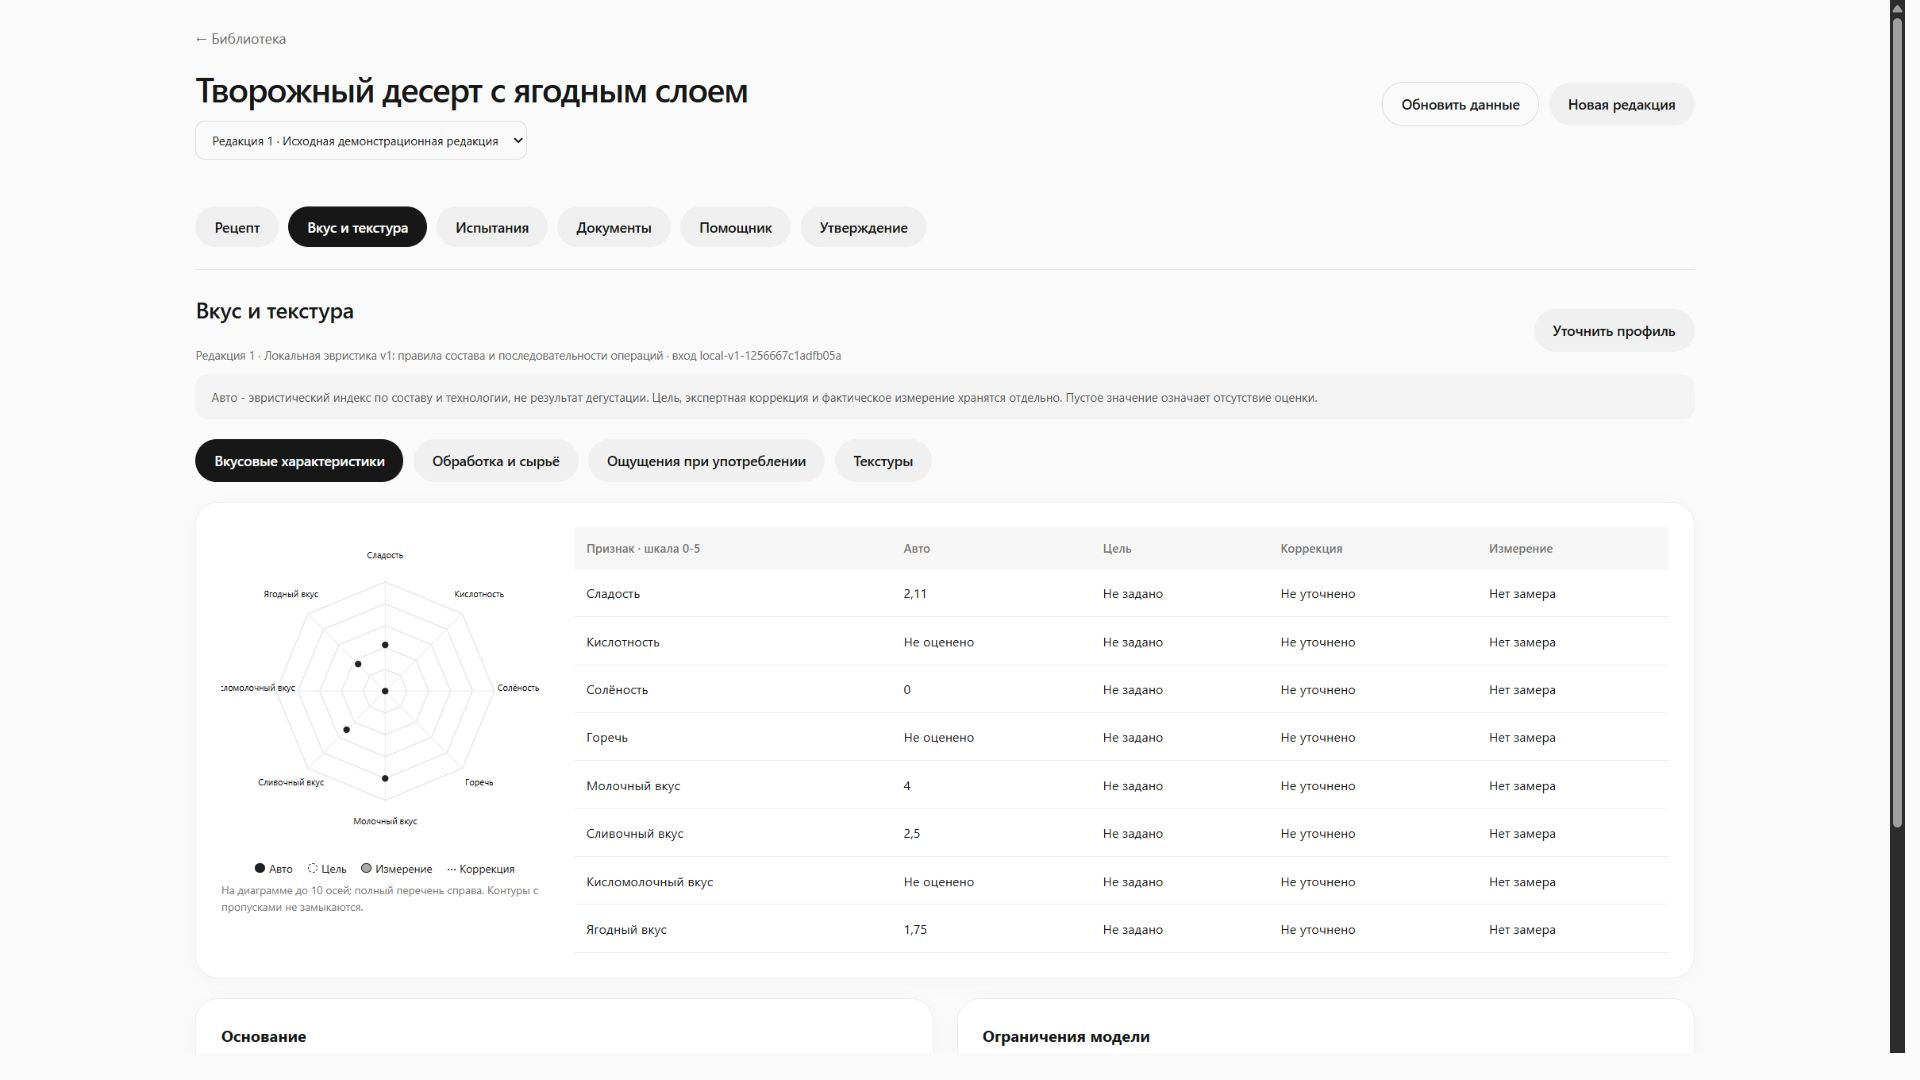 ← Библиотека
Творожный десерт с ягодным слоем
Обновить данные
Новая редакция
Редакция 1 · Исходная демонстрационная редакция
Рецепт
Вкус и текстура
Испытания
Документы
Помощник
Утверждение
Вкус и текстура
Уточнить профиль
Редакция 1 · Локальная эвристика v1: правила состава и последовательности операций · вход local-v1-1256667c1adfb05a
Авто - эвристический индекс по составу и технологии, не результат дегустации. Цель, экспертная коррекция и фактическое измерение хранятся отдельно. Пустое значение означает отсутствие оценки.
Вкусовые характеристики
Обработка и сырьё
Ощущения при употреблении
Текстуры
Сладость
Ягодный вкус
Кислотность
ломолочный вкус
Солёность
Сливочный вкус
Горечь
Молочный вкус
Авто Цель Измерение ··· Коррекция
На диаграмме до 10 осей; полный перечень справа. Контуры с
пропусками не замыкаются.
Признак · шкала 0-5 Авто Цель Коррекция Измерение
Сладость 2,11 Не задано Не уточнено Нет замера
Кислотность Не оценено Не задано Не уточнено Нет замера
Солёность 0 Не задано Не уточнено Нет замера
Горечь Не оценено Не задано Не уточнено Нет замера
Молочный вкус 4 Не задано Не уточнено Нет замера
Сливочный вкус 2,5 Не задано Не уточнено Нет замера
Кисломолочный вкус Не оценено Не задано Не уточнено Нет замера
Ягодный вкус 1,75 Не задано Не уточнено Нет замера
Основание
Ограничения модели